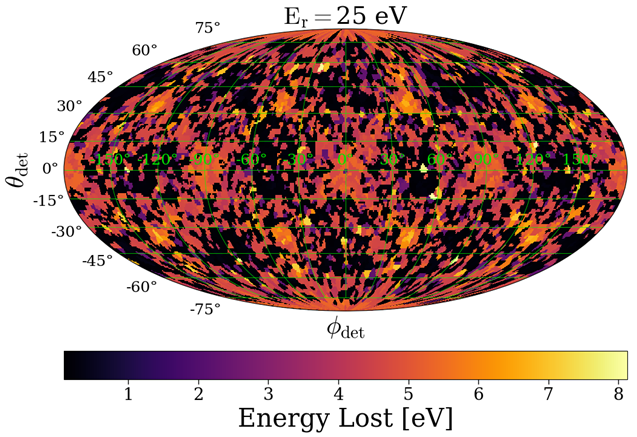 E_r = 25 eV
75°
60°
45°
30°
15°
0°
-15°
-30°
-45°
-60°
-75°
-150° -120° -90° -60° -30° 0° 30° 60° 90° 120° 150°
θ_det
φ_det
1 2 3 4 5 6 7 8
Energy Lost [eV]